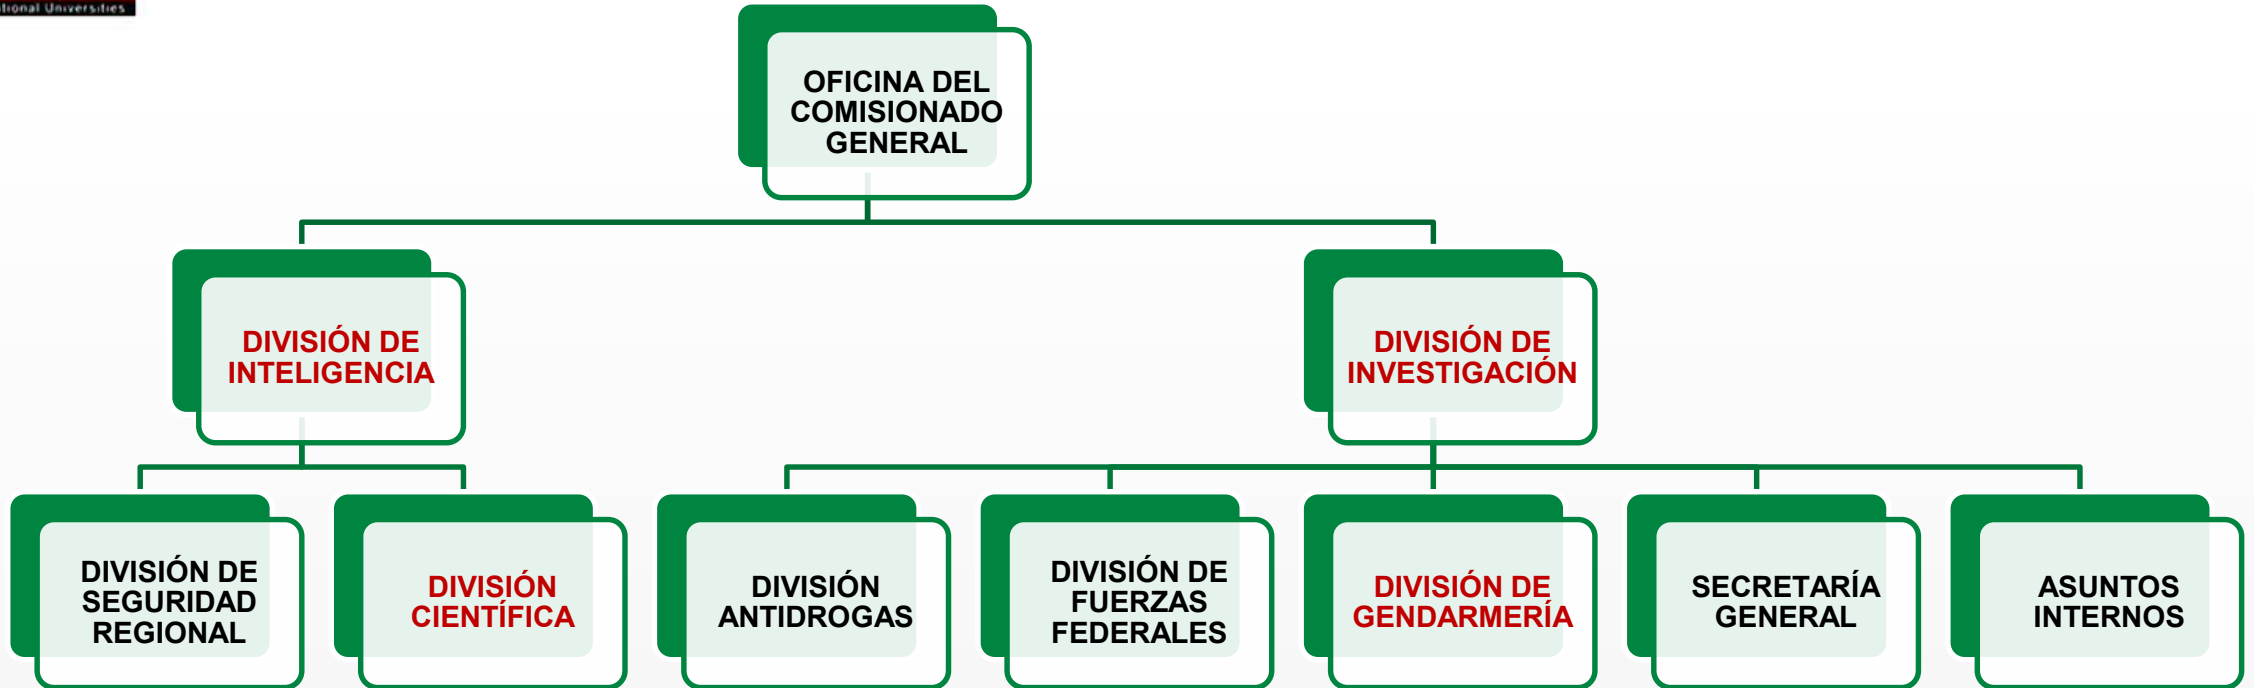 tional Universities
OFICINA DEL
COMISIONADO
GENERAL
DIVISIÓN DE
INTELIGENCIA
DIVISIÓN DE
INVESTIGACIÓN
DIVISIÓN DE
SEGURIDAD
REGIONAL
DIVISIÓN
CIENTÍFICA
DIVISIÓN
ANTIDROGAS
DIVISIÓN DE
FUERZAS
FEDERALES
DIVISIÓN DE
GENDARMERÍA
SECRETARÍA
GENERAL
ASUNTOS
INTERNOS